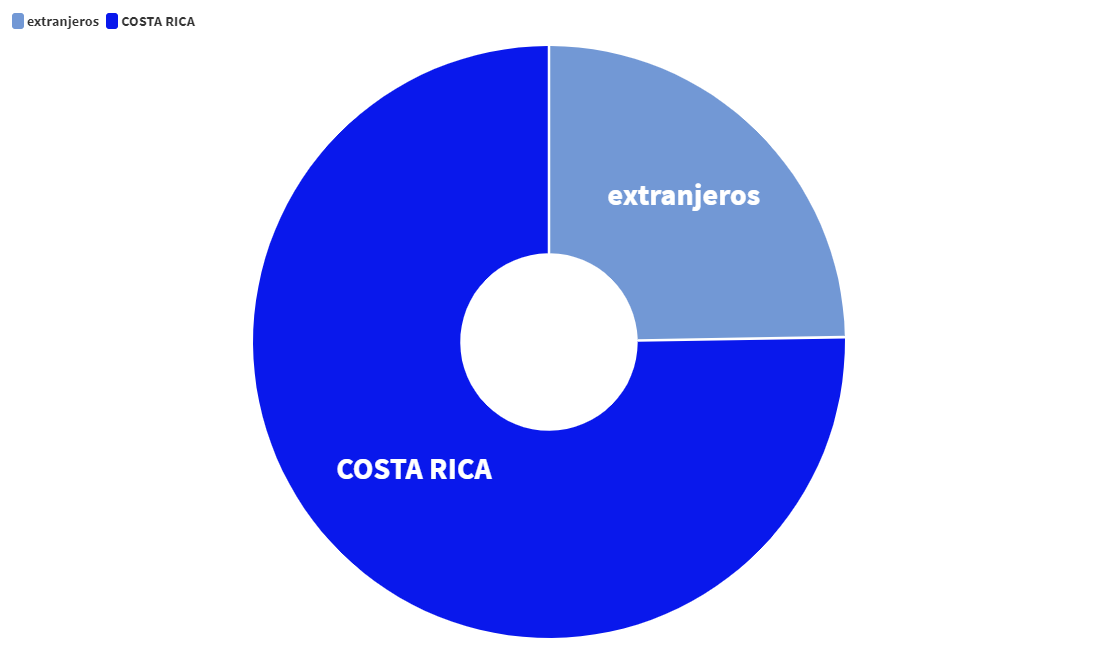 extranjeros COSTA RICA
extranjeros
COSTA RICA